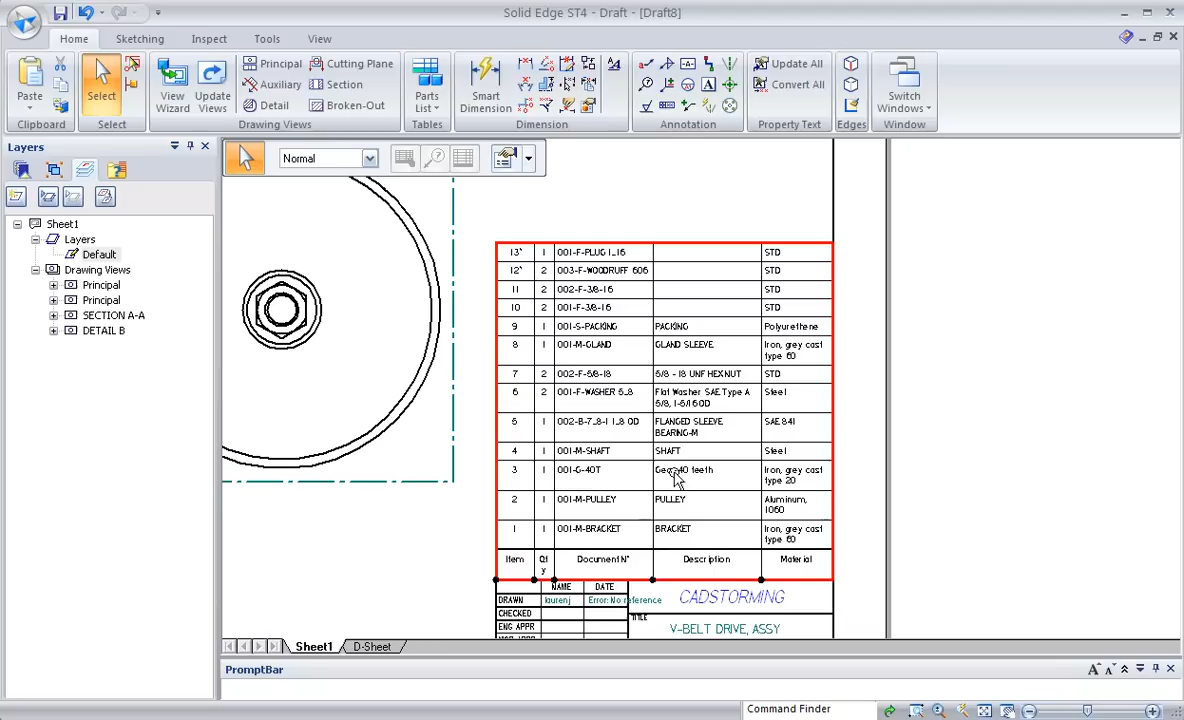 Solid Edge ST4 - Draft - [Draft8]
Home Sketching Inspect Tools View
Paste
Clipboard
Select
Select
View Wizard
Update Views
Principal Cutting Plane
Auxiliary Section
Detail Broken-Out
Drawing Views
Parts List
Tables
Smart Dimension
Dimension
Annotation
Update All
Convert All
Property Text
Edges
Switch Windows
Window
Layers
Normal
Sheet1
Layers
Default
Drawing Views
Principal
Principal
SECTION A-A
DETAIL B
13* 1 001-F-PLUG 1_16 STD
12* 2 003-F-WOODRUFF 606 STD
11 2 002-F-3/8-16 STD
10 2 001-F-3/8-16 STD
9 1 001-S-PACKING PACKING Polyurethene
8 1 001-M-GLAND GLAND SLEEVE Iron, grey cast
type 60
7 2 002-F-5/8-18 5/8 - 18 UNF HEX NUT STD
6 2 001-F-WASHER 5_8 Flat Washer SAE Type A Steel
5/8, 1-5/16 OD
5 1 002-B-7_8-1 1_8 OD FLANGED SLEEVE SAE 841
BEARING-M
4 1 001-M-SHAFT SHAFT Steel
3 1 001-G-40T Gear 40 teeth Iron, grey cast
type 20
2 1 001-M-PULLEY PULLEY Aluminum,
1060
1 1 001-M-BRACKET BRACKET Iron, grey cast
type 60
Item Qt Document N° Description Material
y
NAME DATE
DRAWN laurenj Error: No reference CADSTORMING
CHECKED
TITLE
ENG APPR V-BELT DRIVE, ASSY
Sheet1 D-Sheet
PromptBar
Command Finder